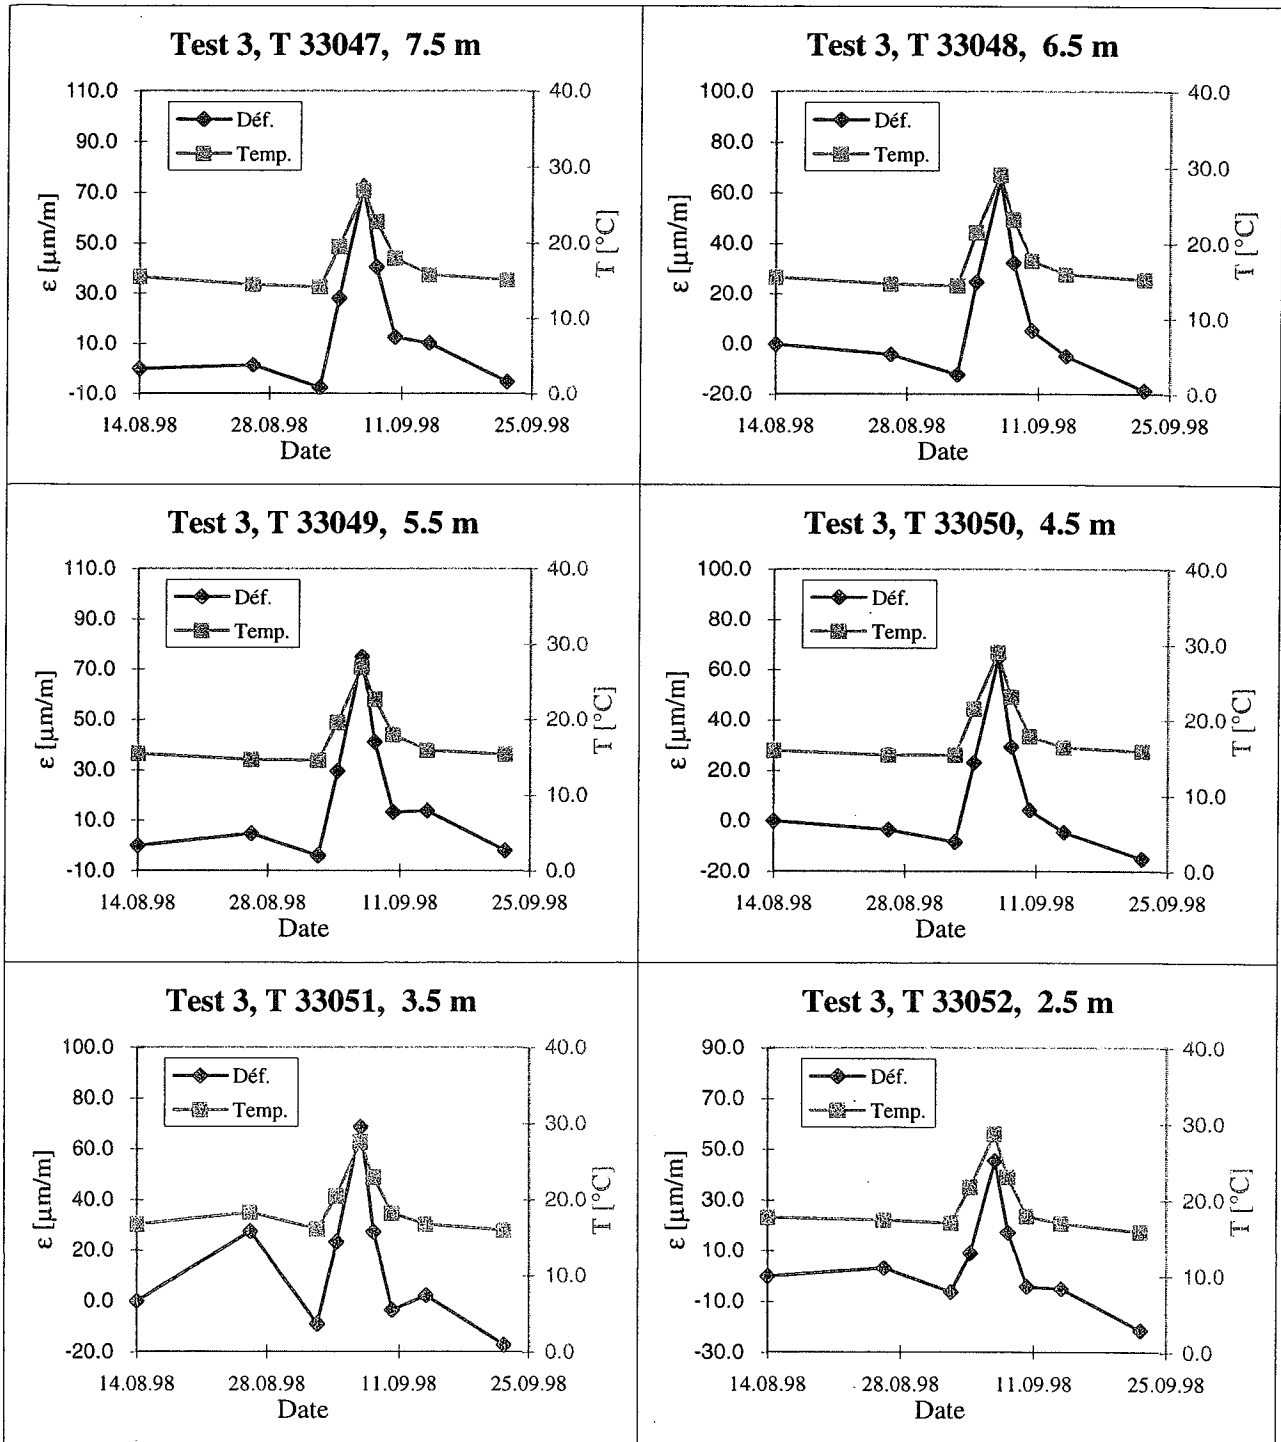 Test 3, T 33047, 7.5 m
110.0
90.0
70.0
50.0
30.0
10.0
-10.0
ε [µm/m]
Déf.
Temp.
40.0
30.0
20.0
10.0
0.0
T [°C]
14.08.98 28.08.98 11.09.98 25.09.98
Date
Test 3, T 33048, 6.5 m
100.0
80.0
60.0
40.0
20.0
0.0
-20.0
ε [µm/m]
Déf.
Temp.
40.0
30.0
20.0
10.0
0.0
T [°C]
14.08.98 28.08.98 11.09.98 25.09.98
Date
Test 3, T 33049, 5.5 m
110.0
90.0
70.0
50.0
30.0
10.0
-10.0
ε [µm/m]
Déf.
Temp.
40.0
30.0
20.0
10.0
0.0
T [°C]
14.08.98 28.08.98 11.09.98 25.09.98
Date
Test 3, T 33050, 4.5 m
100.0
80.0
60.0
40.0
20.0
0.0
-20.0
ε [µm/m]
Déf.
Temp.
40.0
30.0
20.0
10.0
0.0
T [°C]
14.08.98 28.08.98 11.09.98 25.09.98
Date
Test 3, T 33051, 3.5 m
100.0
80.0
60.0
40.0
20.0
0.0
-20.0
ε [µm/m]
Déf.
Temp.
40.0
30.0
20.0
10.0
0.0
T [°C]
14.08.98 28.08.98 11.09.98 25.09.98
Date
Test 3, T 33052, 2.5 m
90.0
70.0
50.0
30.0
10.0
-10.0
-30.0
ε [µm/m]
Déf.
Temp.
40.0
30.0
20.0
10.0
0.0
T [°C]
14.08.98 28.08.98 11.09.98 25.09.98
Date